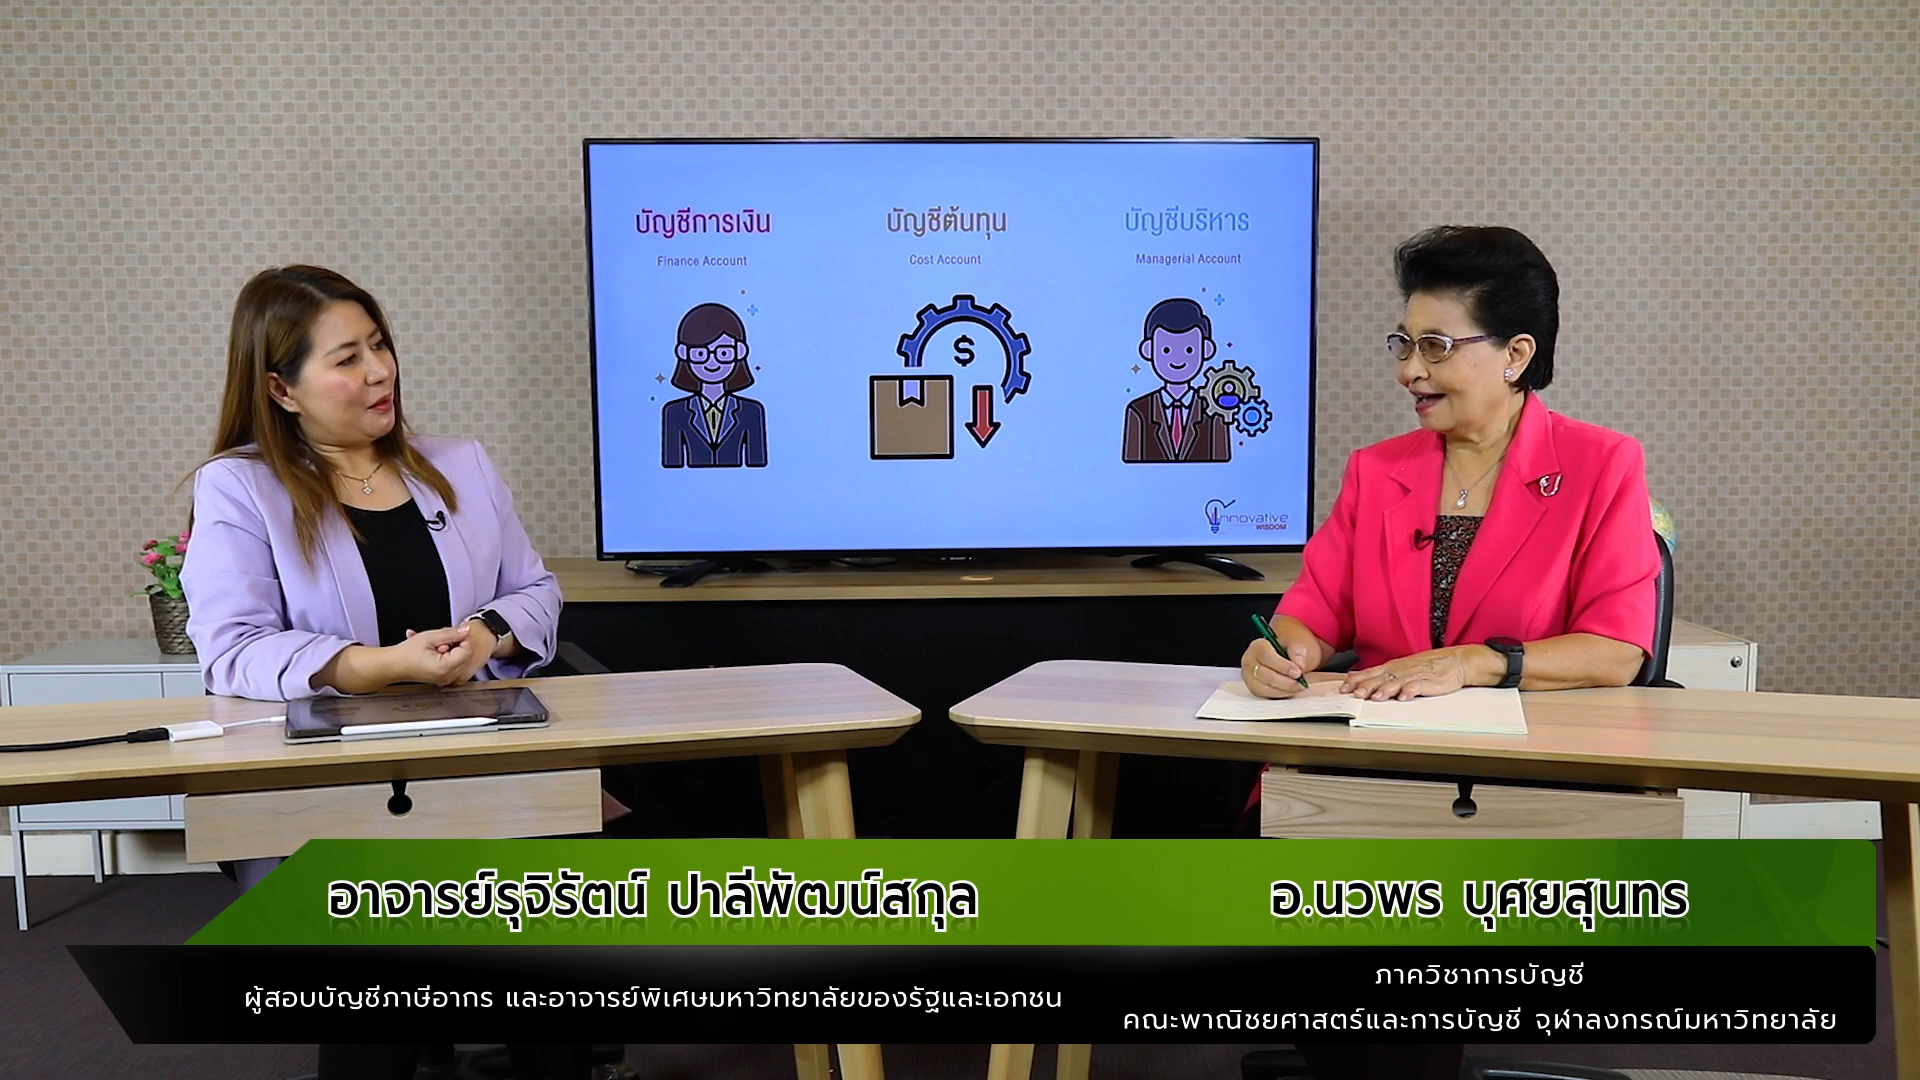 บัญชีการเงิน
Finance Account
บัญชีต้นทุน
Cost Account
บัญชีบริหาร
Managerial Account
$
innovative
WISDOM
อาจารย์รุจิรัตน์ ปาลีพัฒน์สกุล
ผู้สอบบัญชีภาษีอากร และอาจารย์พิเศษมหาวิทยาลัยของรัฐและเอกชน
อ.นวพร บุศยสุนทร
ภาควิชาการบัญชี
คณะพาณิชยศาสตร์และการบัญชี จุฬาลงกรณ์มหาวิทยาลัย